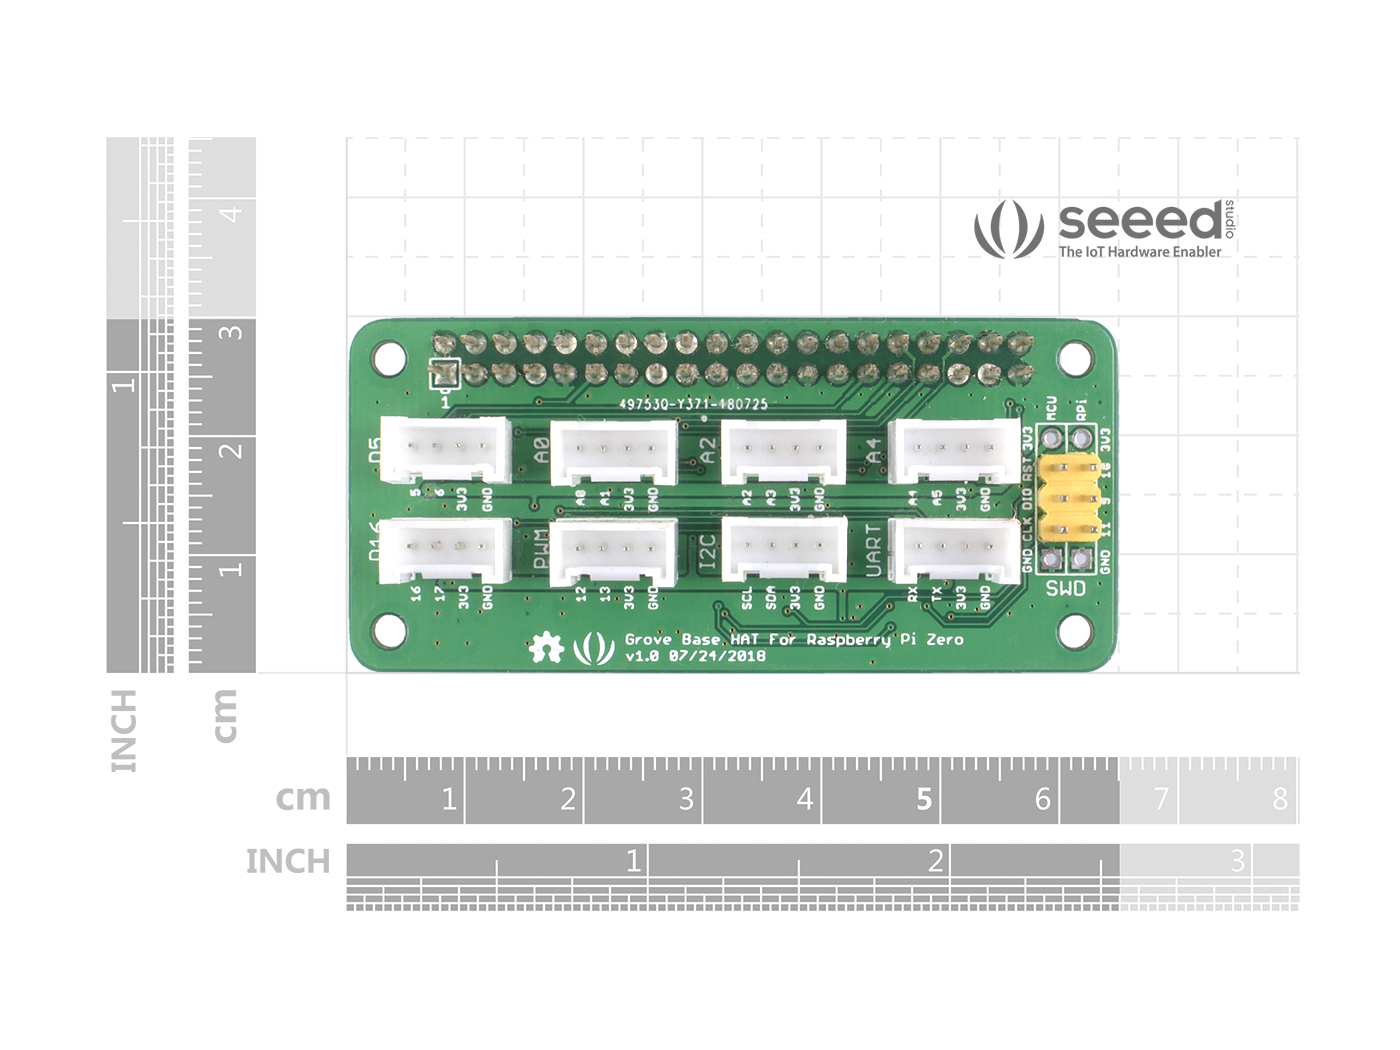 seeed
studio
The IoT Hardware Enabler
4
3
2
1
1
INCH
cm
1
497530-Y371-180725
D5
A0
A2
A4
5 6 3V3 GND
A0 A1 3V3 GND
A2 A3 3V3 GND
A4 A5 3V3 GND
D16
PWM
I2C
UART
16 17 3V3 GND
12 13 3V3 GND
SCL SDA 3V3 GND
RX TX 3V3 GND
MCU
RPi
GND CLK DIO RST 3V3
GND 11 9 10 3V3
SWD
Grove Base HAT For Raspberry Pi Zero
v1.0 07/24/2018
cm 1 2 3 4 5 6 7 8
INCH 1 2 3